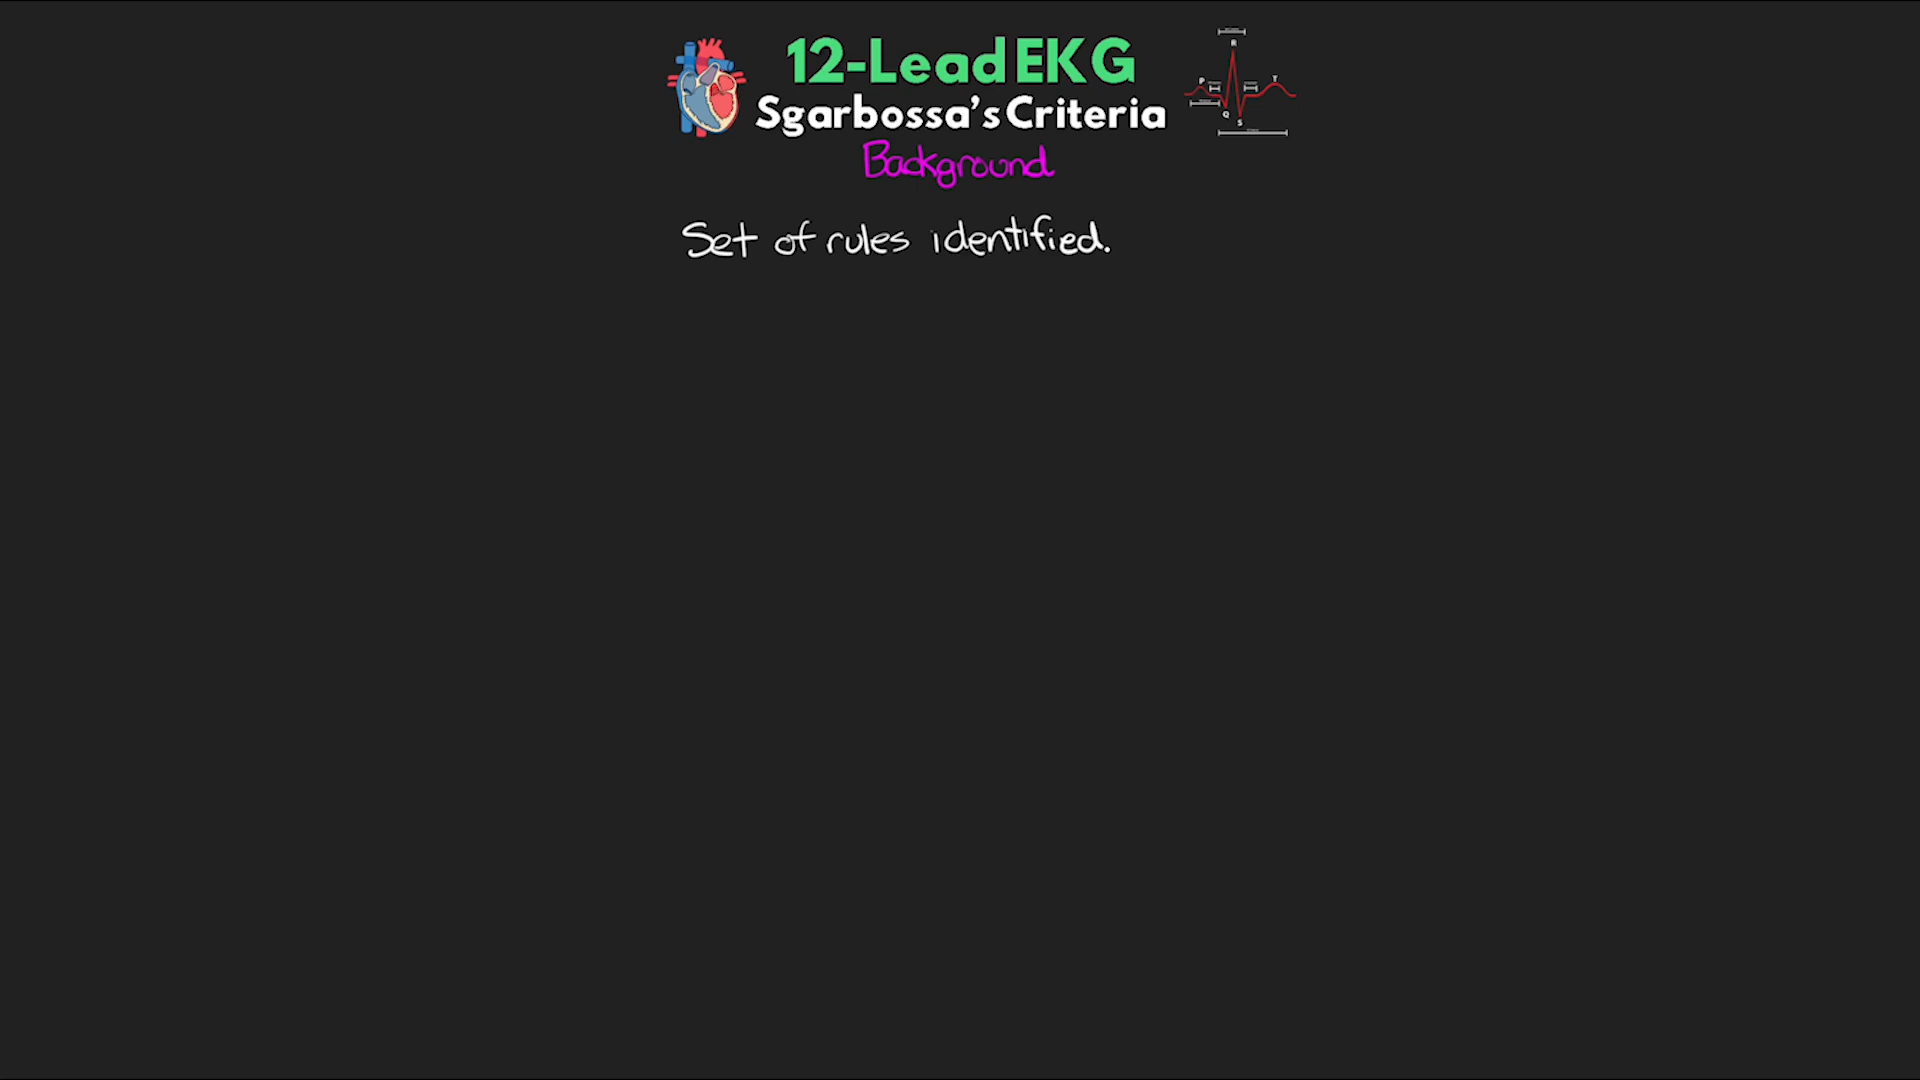 12-Lead EKG
Sgarbossa's Criteria
Background
Set of rules identified.
R
P
T
Q
S